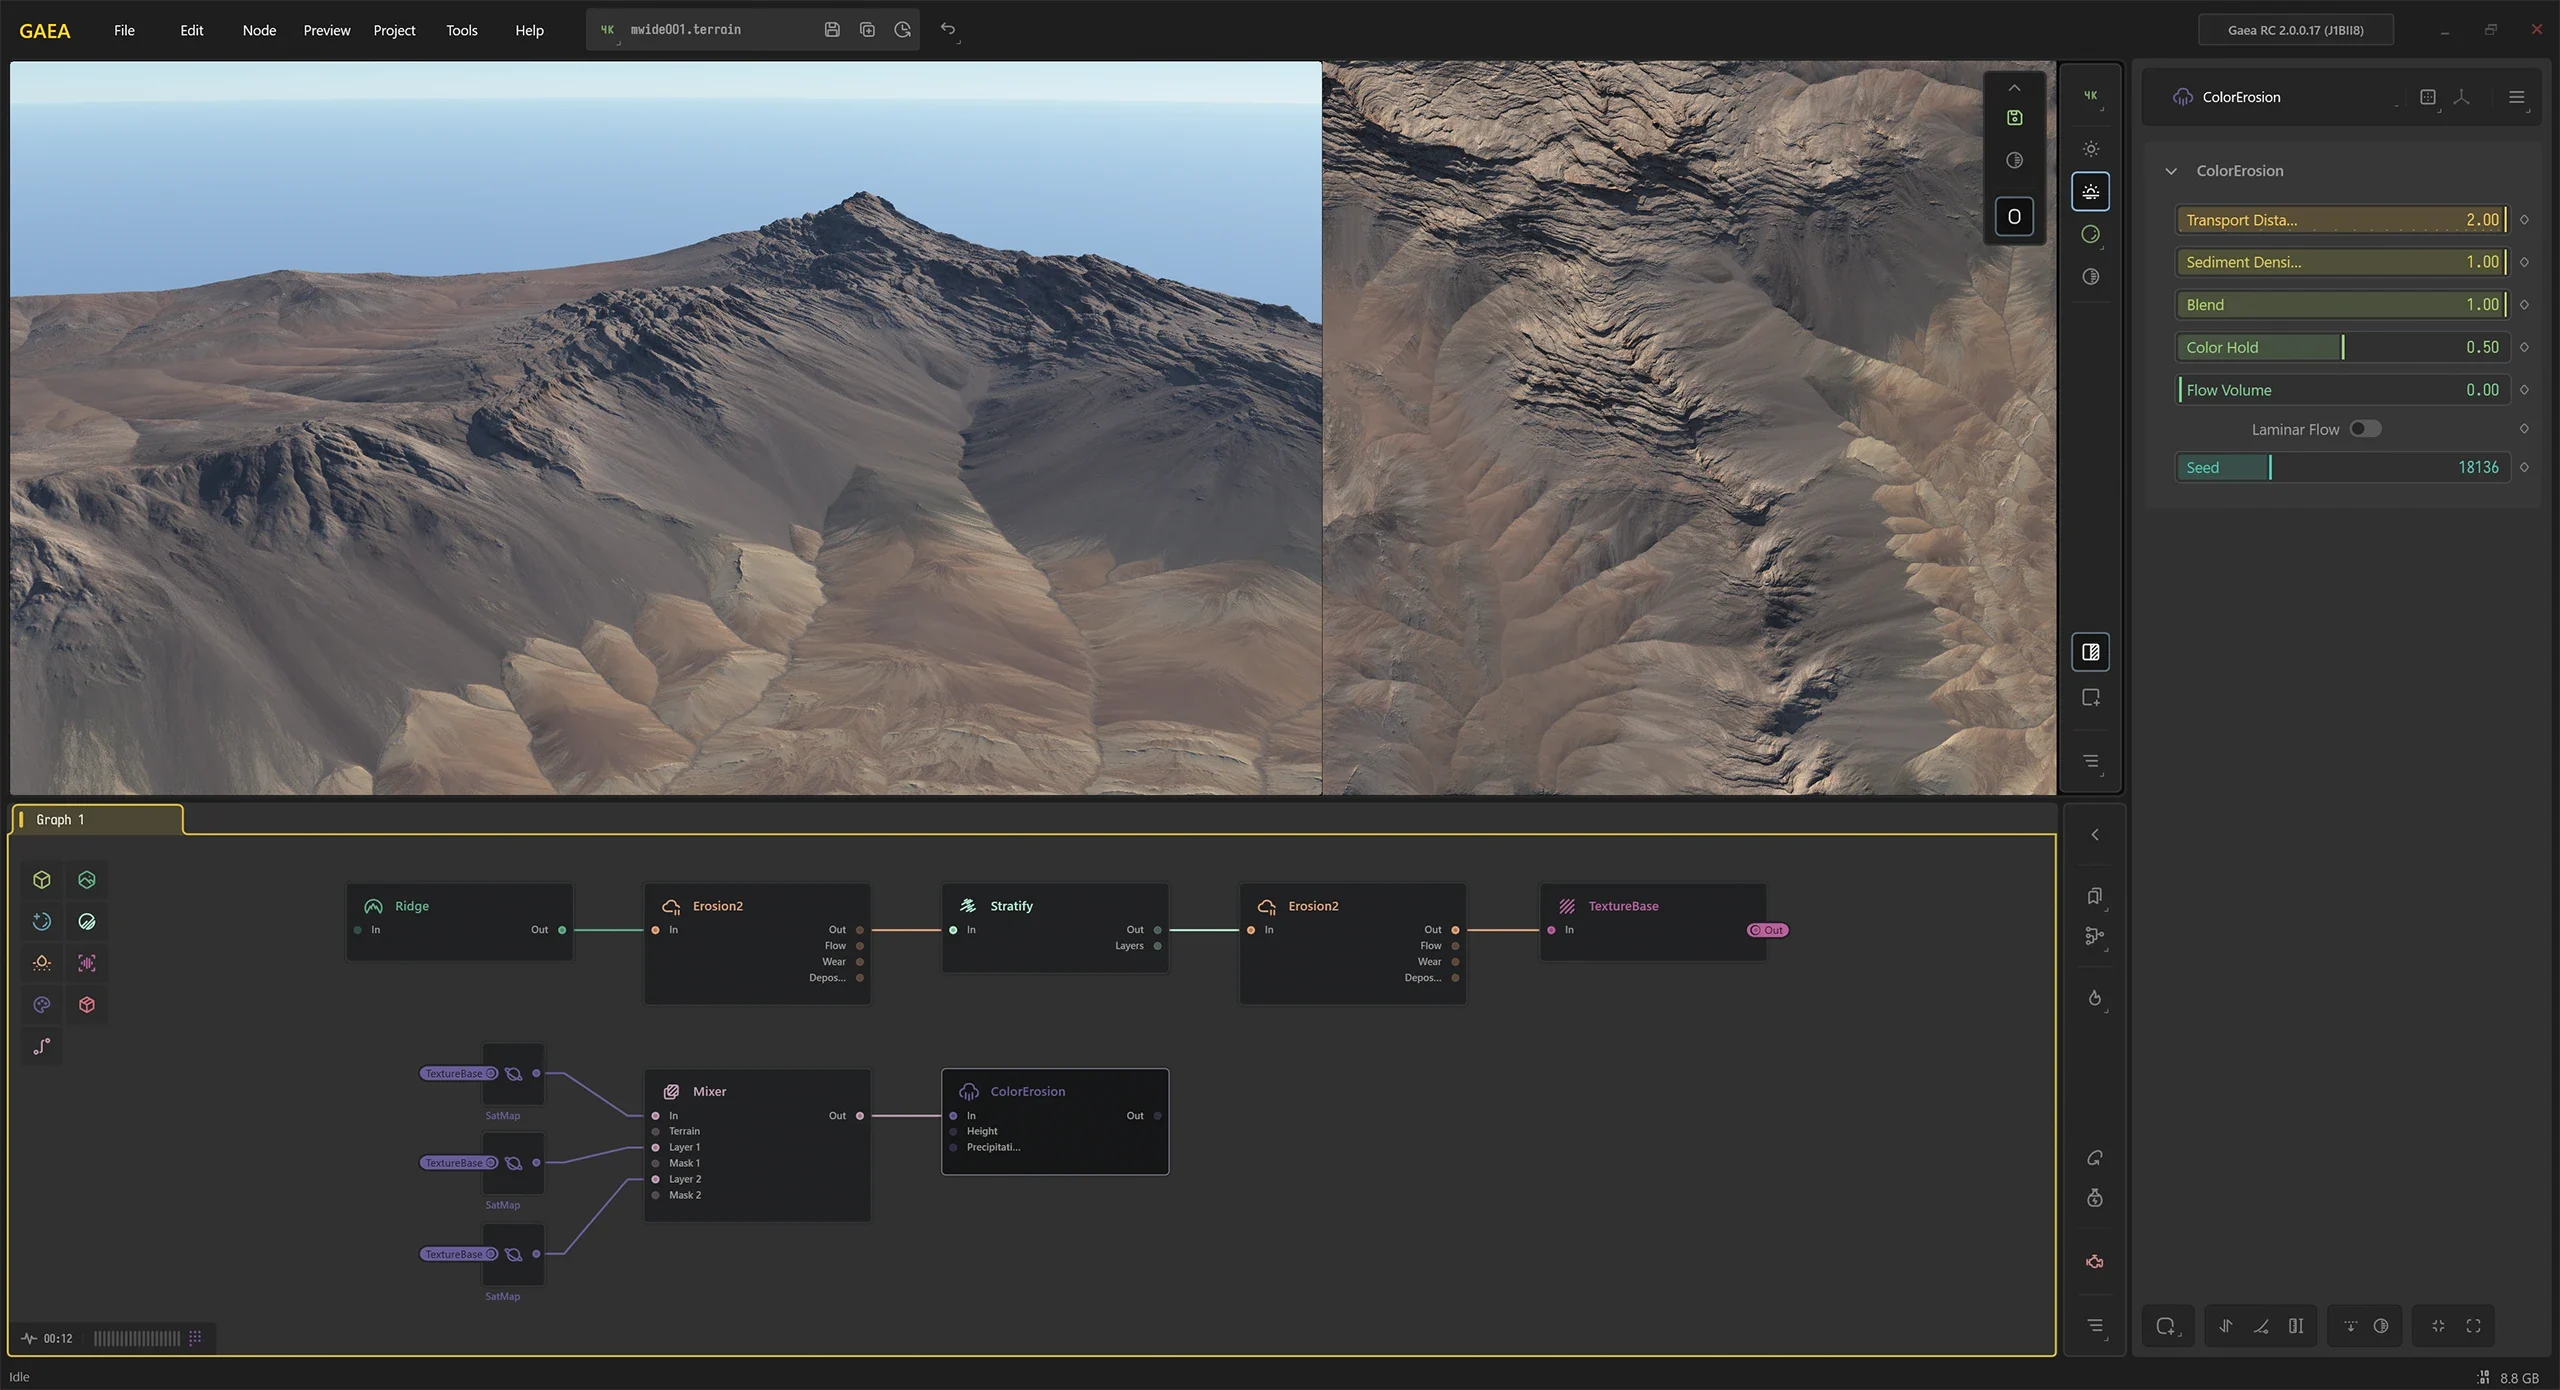 GAEA File Edit Node Preview Project Tools Help 4K mwide001.terrain Gaea RC 2.0.0.17 (J1BII8)
4K
O
ColorErosion
ColorErosion
Transport Dista... 2.00
Sediment Densi... 1.00
Blend 1.00
Color Hold 0.50
Flow Volume 0.00
Laminar Flow
Seed 18136
Graph 1
Ridge
In Out
Erosion2
In Out
Flow
Wear
Depos...
Stratify
In Out
Layers
Erosion2
In Out
Flow
Wear
Depos...
TextureBase
In Out
TextureBase
SatMap
TextureBase
SatMap
TextureBase
SatMap
Mixer
In Out
Terrain
Layer 1
Mask 1
Layer 2
Mask 2
ColorErosion
In Out
Height
Precipitati...
00:12
Idle 8.8 GB